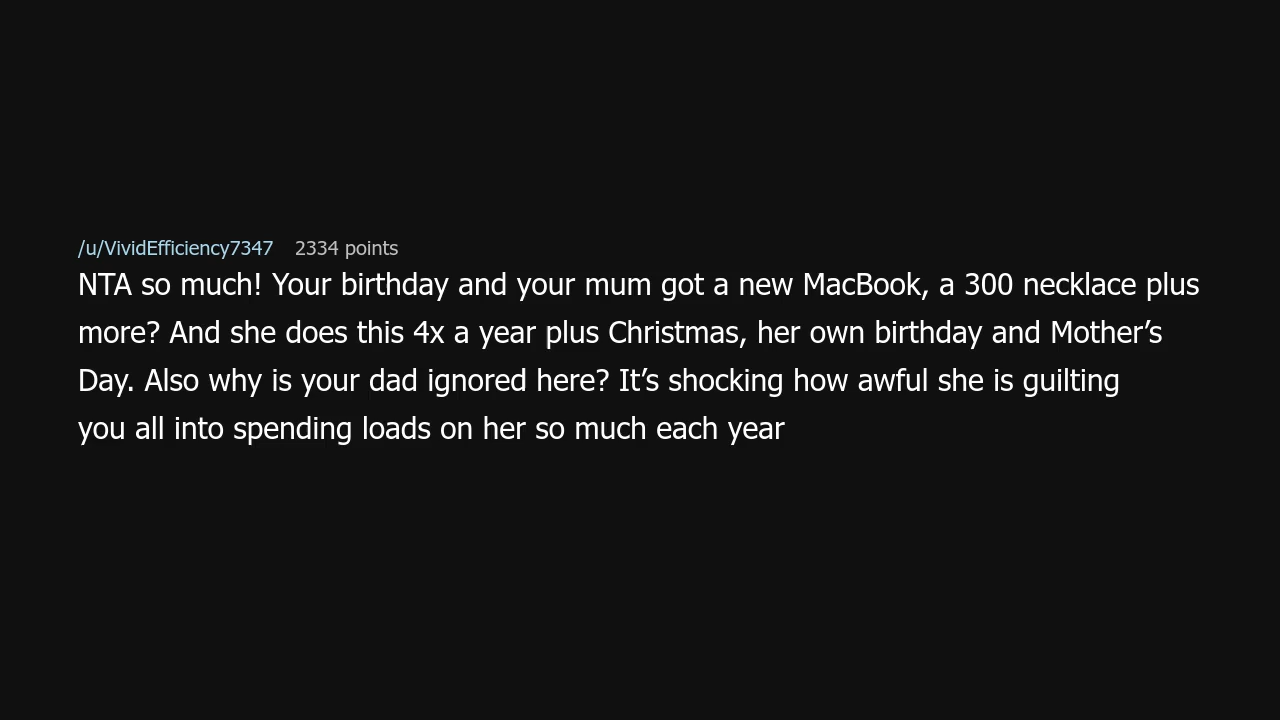 /u/VividEfficiency7347 2334 points
NTA so much! Your birthday and your mum got a new MacBook, a 300 necklace plus
more? And she does this 4x a year plus Christmas, her own birthday and Mother’s
Day. Also why is your dad ignored here? It’s shocking how awful she is guilting
you all into spending loads on her so much each year